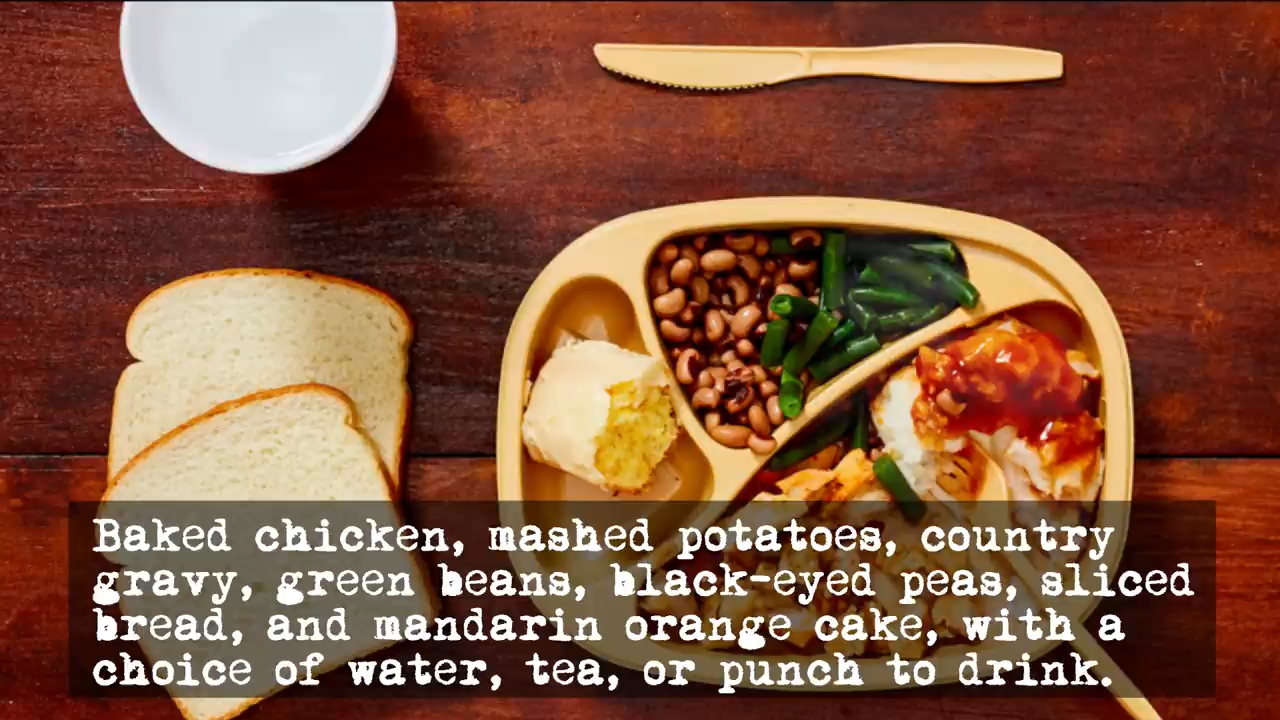 Baked chicken, mashed potatoes, country
gravy, green beans, black-eyed peas, sliced
bread, and mandarin orange cake, with a
choice of water, tea, or punch to drink.